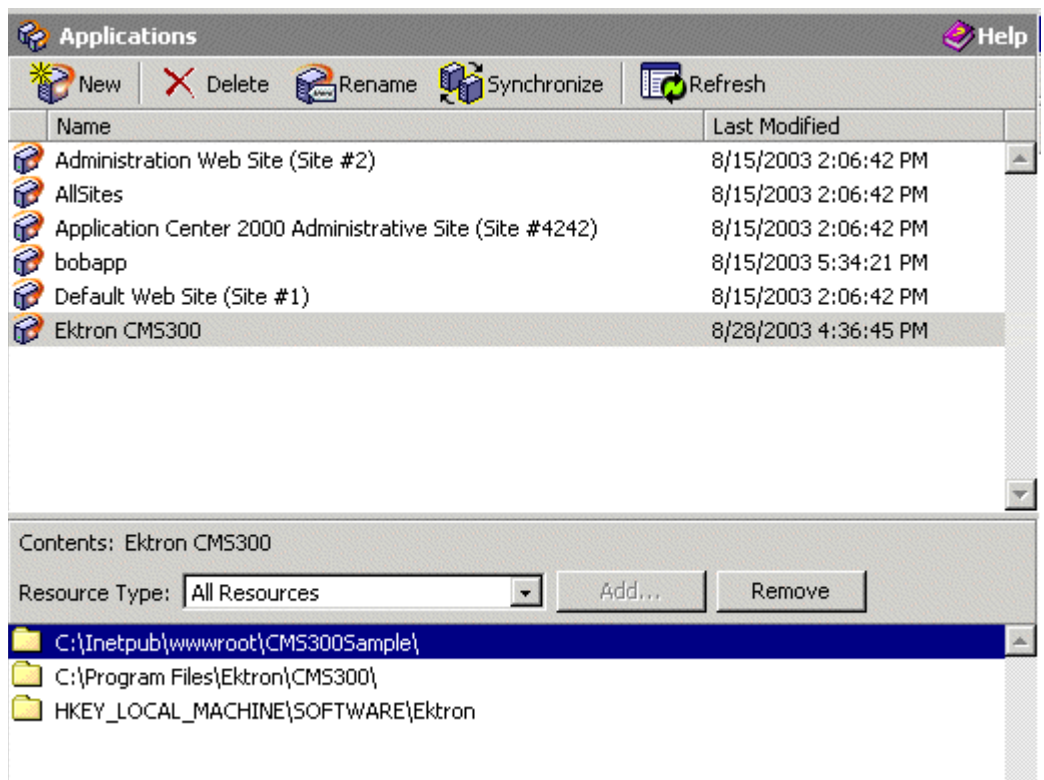 Applications Help
New Delete Rename Synchronize Refresh
Name Last Modified
Administration Web Site (Site #2) 8/15/2003 2:06:42 PM
AllSites 8/15/2003 2:06:42 PM
Application Center 2000 Administrative Site (Site #4242) 8/15/2003 2:06:42 PM
bobapp 8/15/2003 5:34:21 PM
Default Web Site (Site #1) 8/15/2003 2:06:42 PM
Ektron CMS300 8/28/2003 4:36:45 PM
Contents: Ektron CMS300
Resource Type: All Resources Add... Remove
C:\Inetpub\wwwroot\CMS300Sample\
C:\Program Files\Ektron\CMS300\
HKEY_LOCAL_MACHINE\SOFTWARE\Ektron